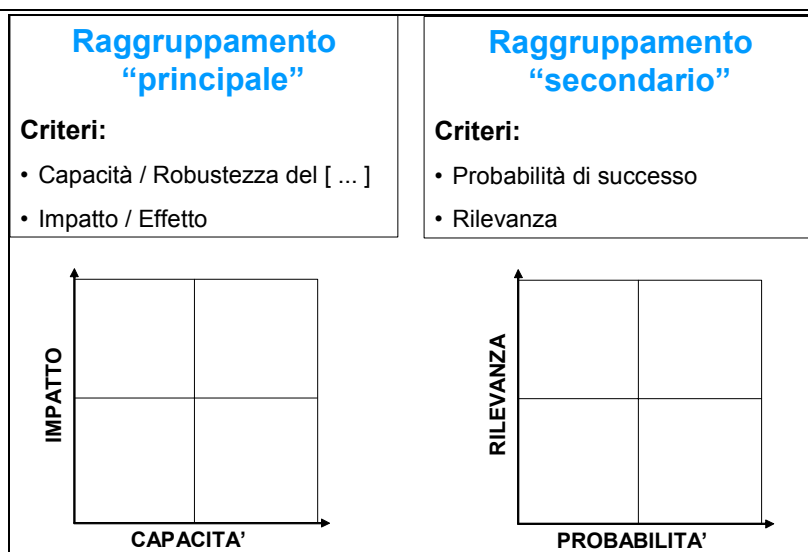 Raggruppamento
“principale”
Criteri:
• Capacità / Robustezza del [ ... ]
• Impatto / Effetto
IMPATTO
CAPACITA’
Raggruppamento
“secondario”
Criteri:
• Probabilità di successo
• Rilevanza
RILEVANZA
PROBABILITA’